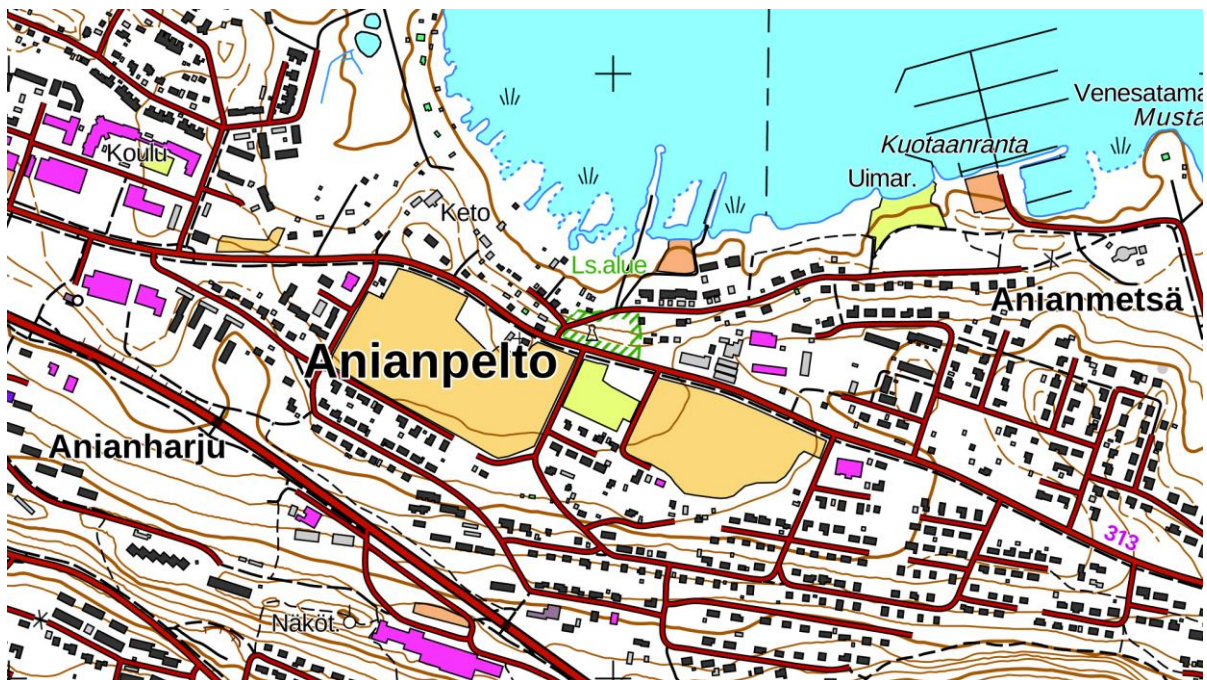 Venesatama
Musta
Kuotaanranta
Koulu
Uimar.
Keto
Ls.alue
Anianmetsä
Anianpelto
Anianharju
313
Näköt.